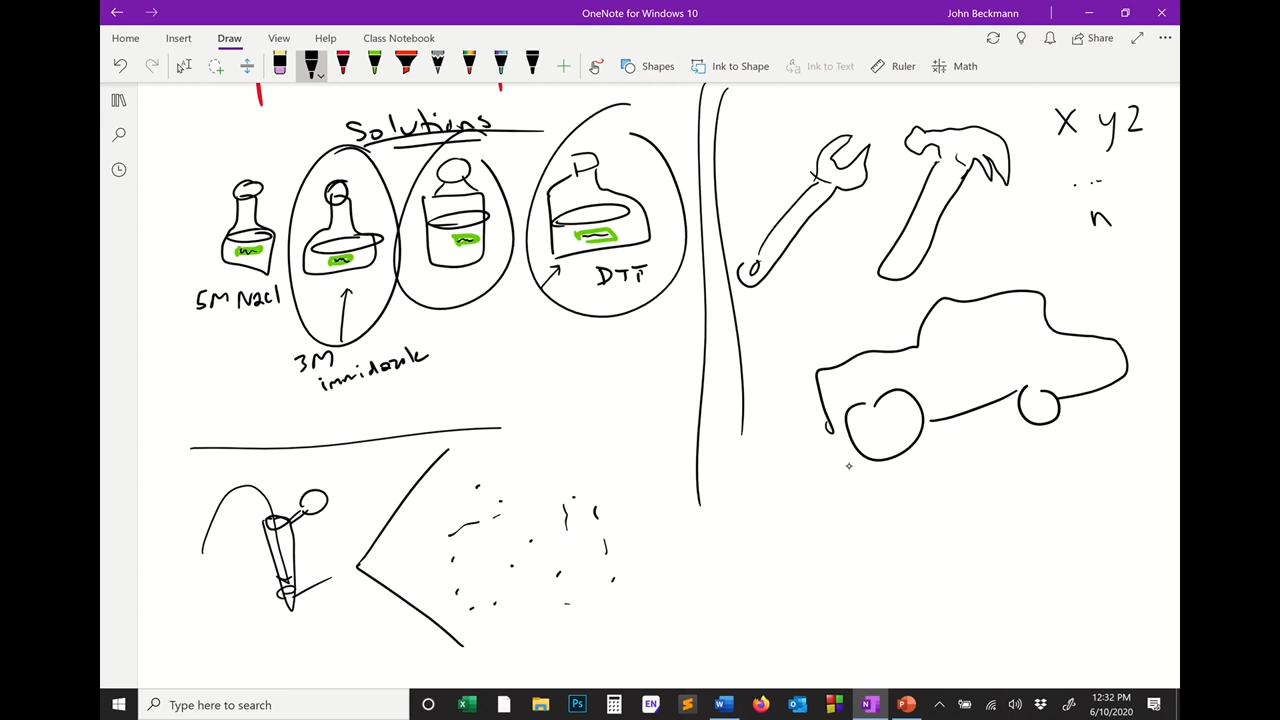 OneNote for Windows 10
John Beckmann
Home
Insert
Draw
View
Help
Class Notebook
Share
Shapes
Ink to Shape
Ink to Text
Ruler
Math
Solutions
5M Nacl
3M
immidazole
DTT
X y z
n
Type here to search
EN
12:32 PM
6/10/2020